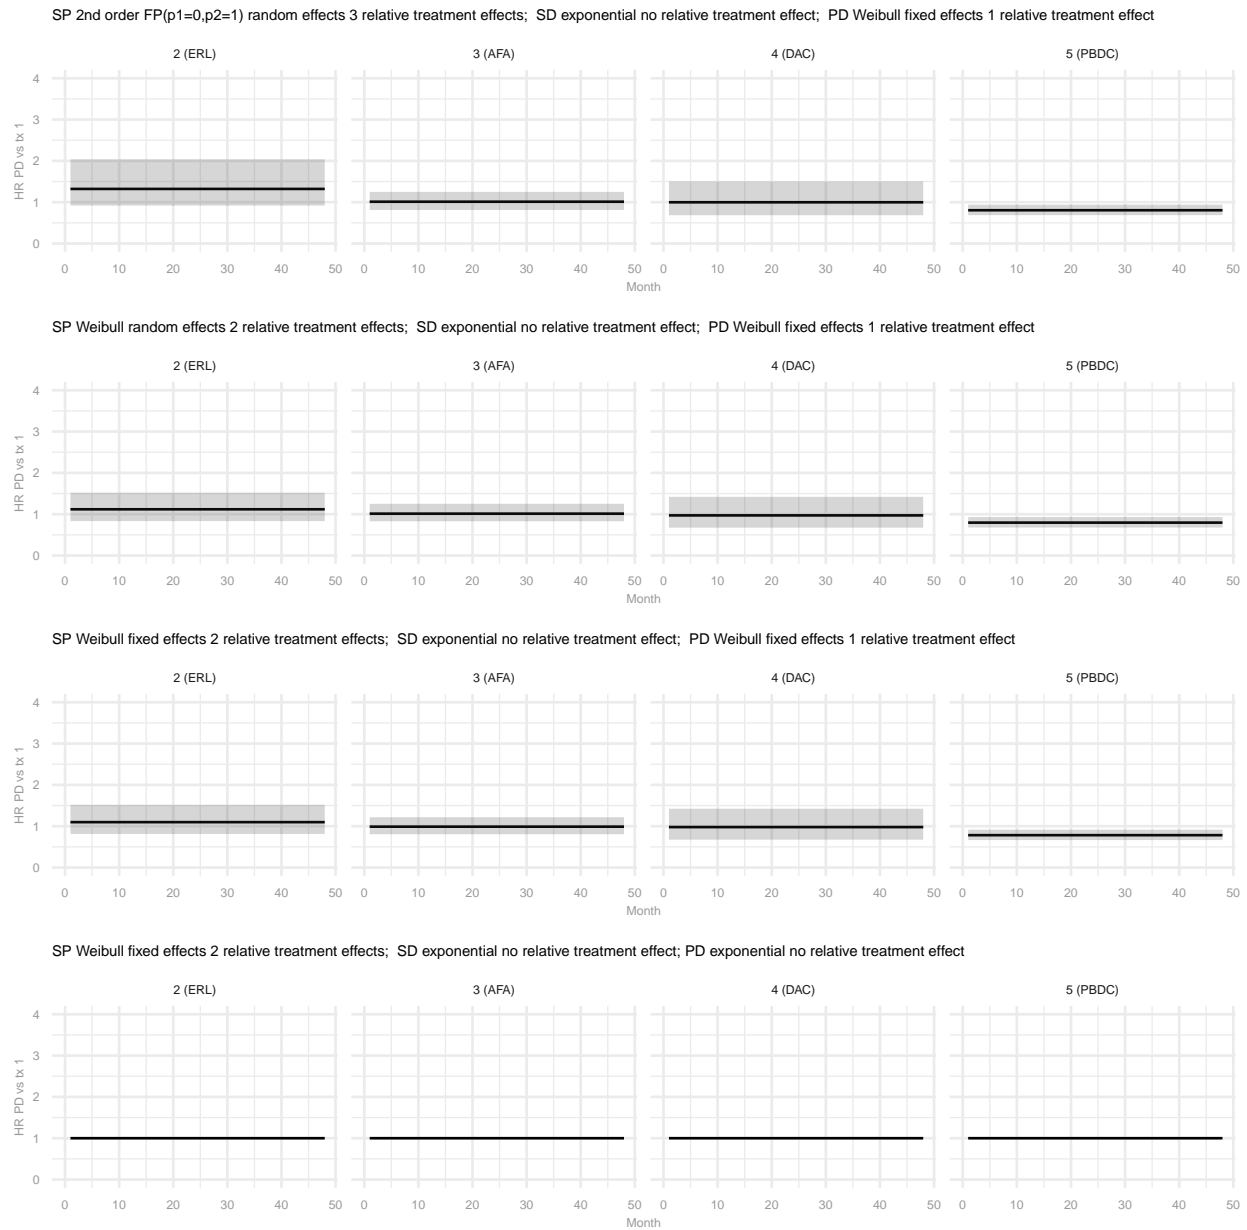 SP 2nd order FP(p1=0,p2=1) random effects 3 relative treatment effects;  SD exponential no relative treatment effect;  PD Weibull fixed effects 1 relative treatment effect
2 (ERL) 3 (AFA) 4 (DAC) 5 (PBDC)
HR PD vs tx 1
4
3
2
1
0
0 10 20 30 40 50 0 10 20 30 40 50 0 10 20 30 40 50 0 10 20 30 40 50
Month
SP Weibull random effects 2 relative treatment effects;  SD exponential no relative treatment effect;  PD Weibull fixed effects 1 relative treatment effect
2 (ERL) 3 (AFA) 4 (DAC) 5 (PBDC)
HR PD vs tx 1
4
3
2
1
0
0 10 20 30 40 50 0 10 20 30 40 50 0 10 20 30 40 50 0 10 20 30 40 50
Month
SP Weibull fixed effects 2 relative treatment effects;  SD exponential no relative treatment effect;  PD Weibull fixed effects 1 relative treatment effect
2 (ERL) 3 (AFA) 4 (DAC) 5 (PBDC)
HR PD vs tx 1
4
3
2
1
0
0 10 20 30 40 50 0 10 20 30 40 50 0 10 20 30 40 50 0 10 20 30 40 50
Month
SP Weibull fixed effects 2 relative treatment effects;  SD exponential no relative treatment effect; PD exponential no relative treatment effect
2 (ERL) 3 (AFA) 4 (DAC) 5 (PBDC)
HR PD vs tx 1
4
3
2
1
0
0 10 20 30 40 50 0 10 20 30 40 50 0 10 20 30 40 50 0 10 20 30 40 50
Month